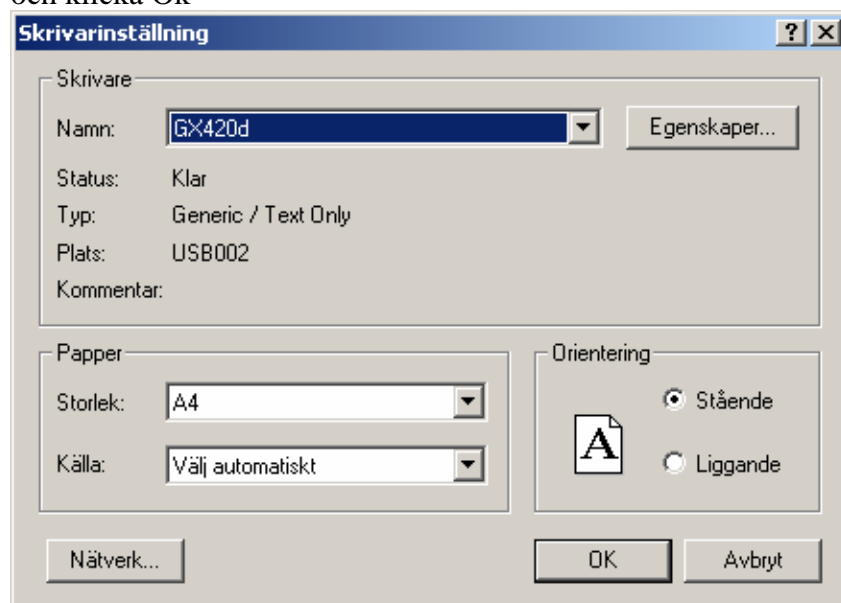 och klicka Ok
Skrivarinställning
Skrivare
Namn: GX420d Egenskaper...
Status: Klar
Typ: Generic / Text Only
Plats: USB002
Kommentar:
Papper
Storlek: A4
Källa: Välj automatiskt
Orientering
A
Stående
Liggande
Nätverk... OK Avbryt